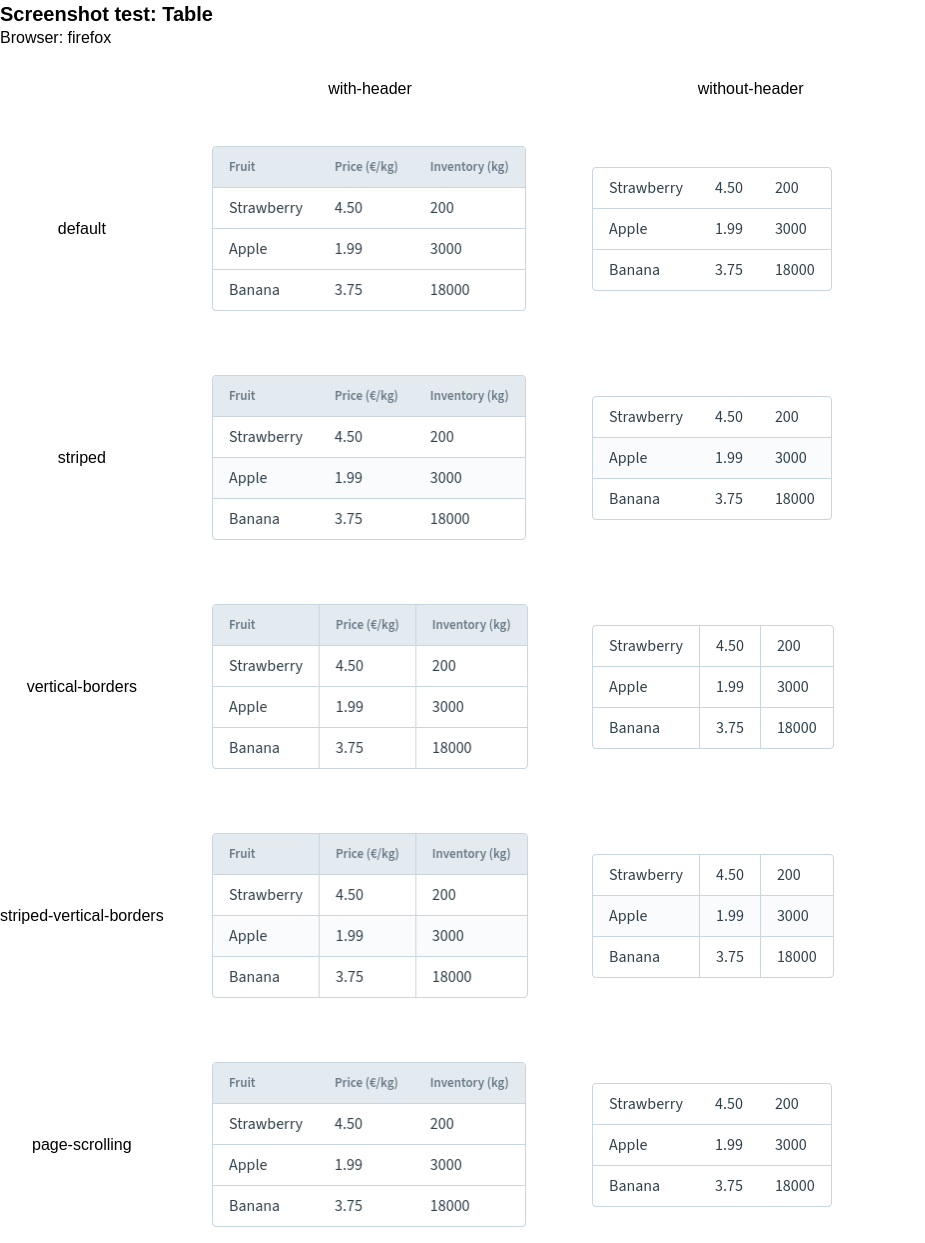 Screenshot test: Table
Browser: firefox
with-header without-header
default
Fruit Price (€/kg) Inventory (kg)
Strawberry 4.50 200
Apple 1.99 3000
Banana 3.75 18000
Strawberry 4.50 200
Apple 1.99 3000
Banana 3.75 18000
striped
Fruit Price (€/kg) Inventory (kg)
Strawberry 4.50 200
Apple 1.99 3000
Banana 3.75 18000
Strawberry 4.50 200
Apple 1.99 3000
Banana 3.75 18000
vertical-borders
Fruit Price (€/kg) Inventory (kg)
Strawberry 4.50 200
Apple 1.99 3000
Banana 3.75 18000
Strawberry 4.50 200
Apple 1.99 3000
Banana 3.75 18000
striped-vertical-borders
Fruit Price (€/kg) Inventory (kg)
Strawberry 4.50 200
Apple 1.99 3000
Banana 3.75 18000
Strawberry 4.50 200
Apple 1.99 3000
Banana 3.75 18000
page-scrolling
Fruit Price (€/kg) Inventory (kg)
Strawberry 4.50 200
Apple 1.99 3000
Banana 3.75 18000
Strawberry 4.50 200
Apple 1.99 3000
Banana 3.75 18000